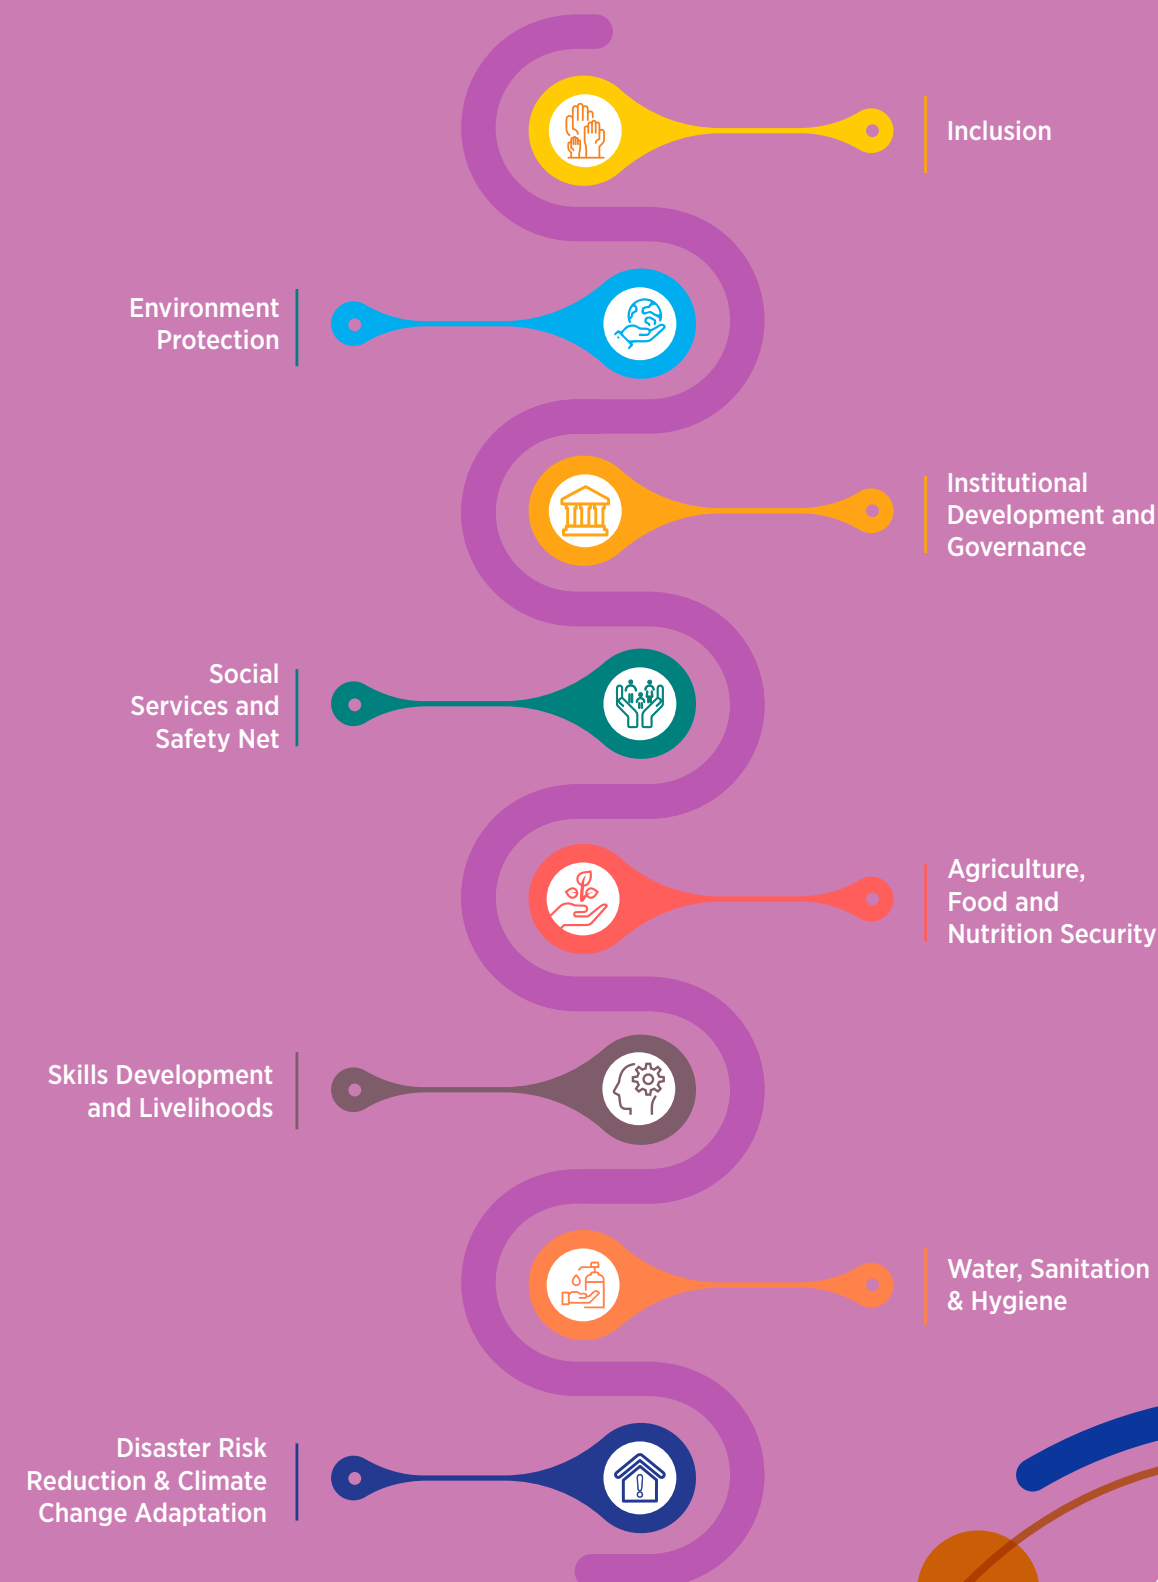 Inclusion
Environment
Protection
Institutional
Development and
Governance
Social
Services and
Safety Net
Agriculture,
Food and
Nutrition Security
Skills Development
and Livelihoods
Water, Sanitation
& Hygiene
Disaster Risk
Reduction & Climate
Change Adaptation